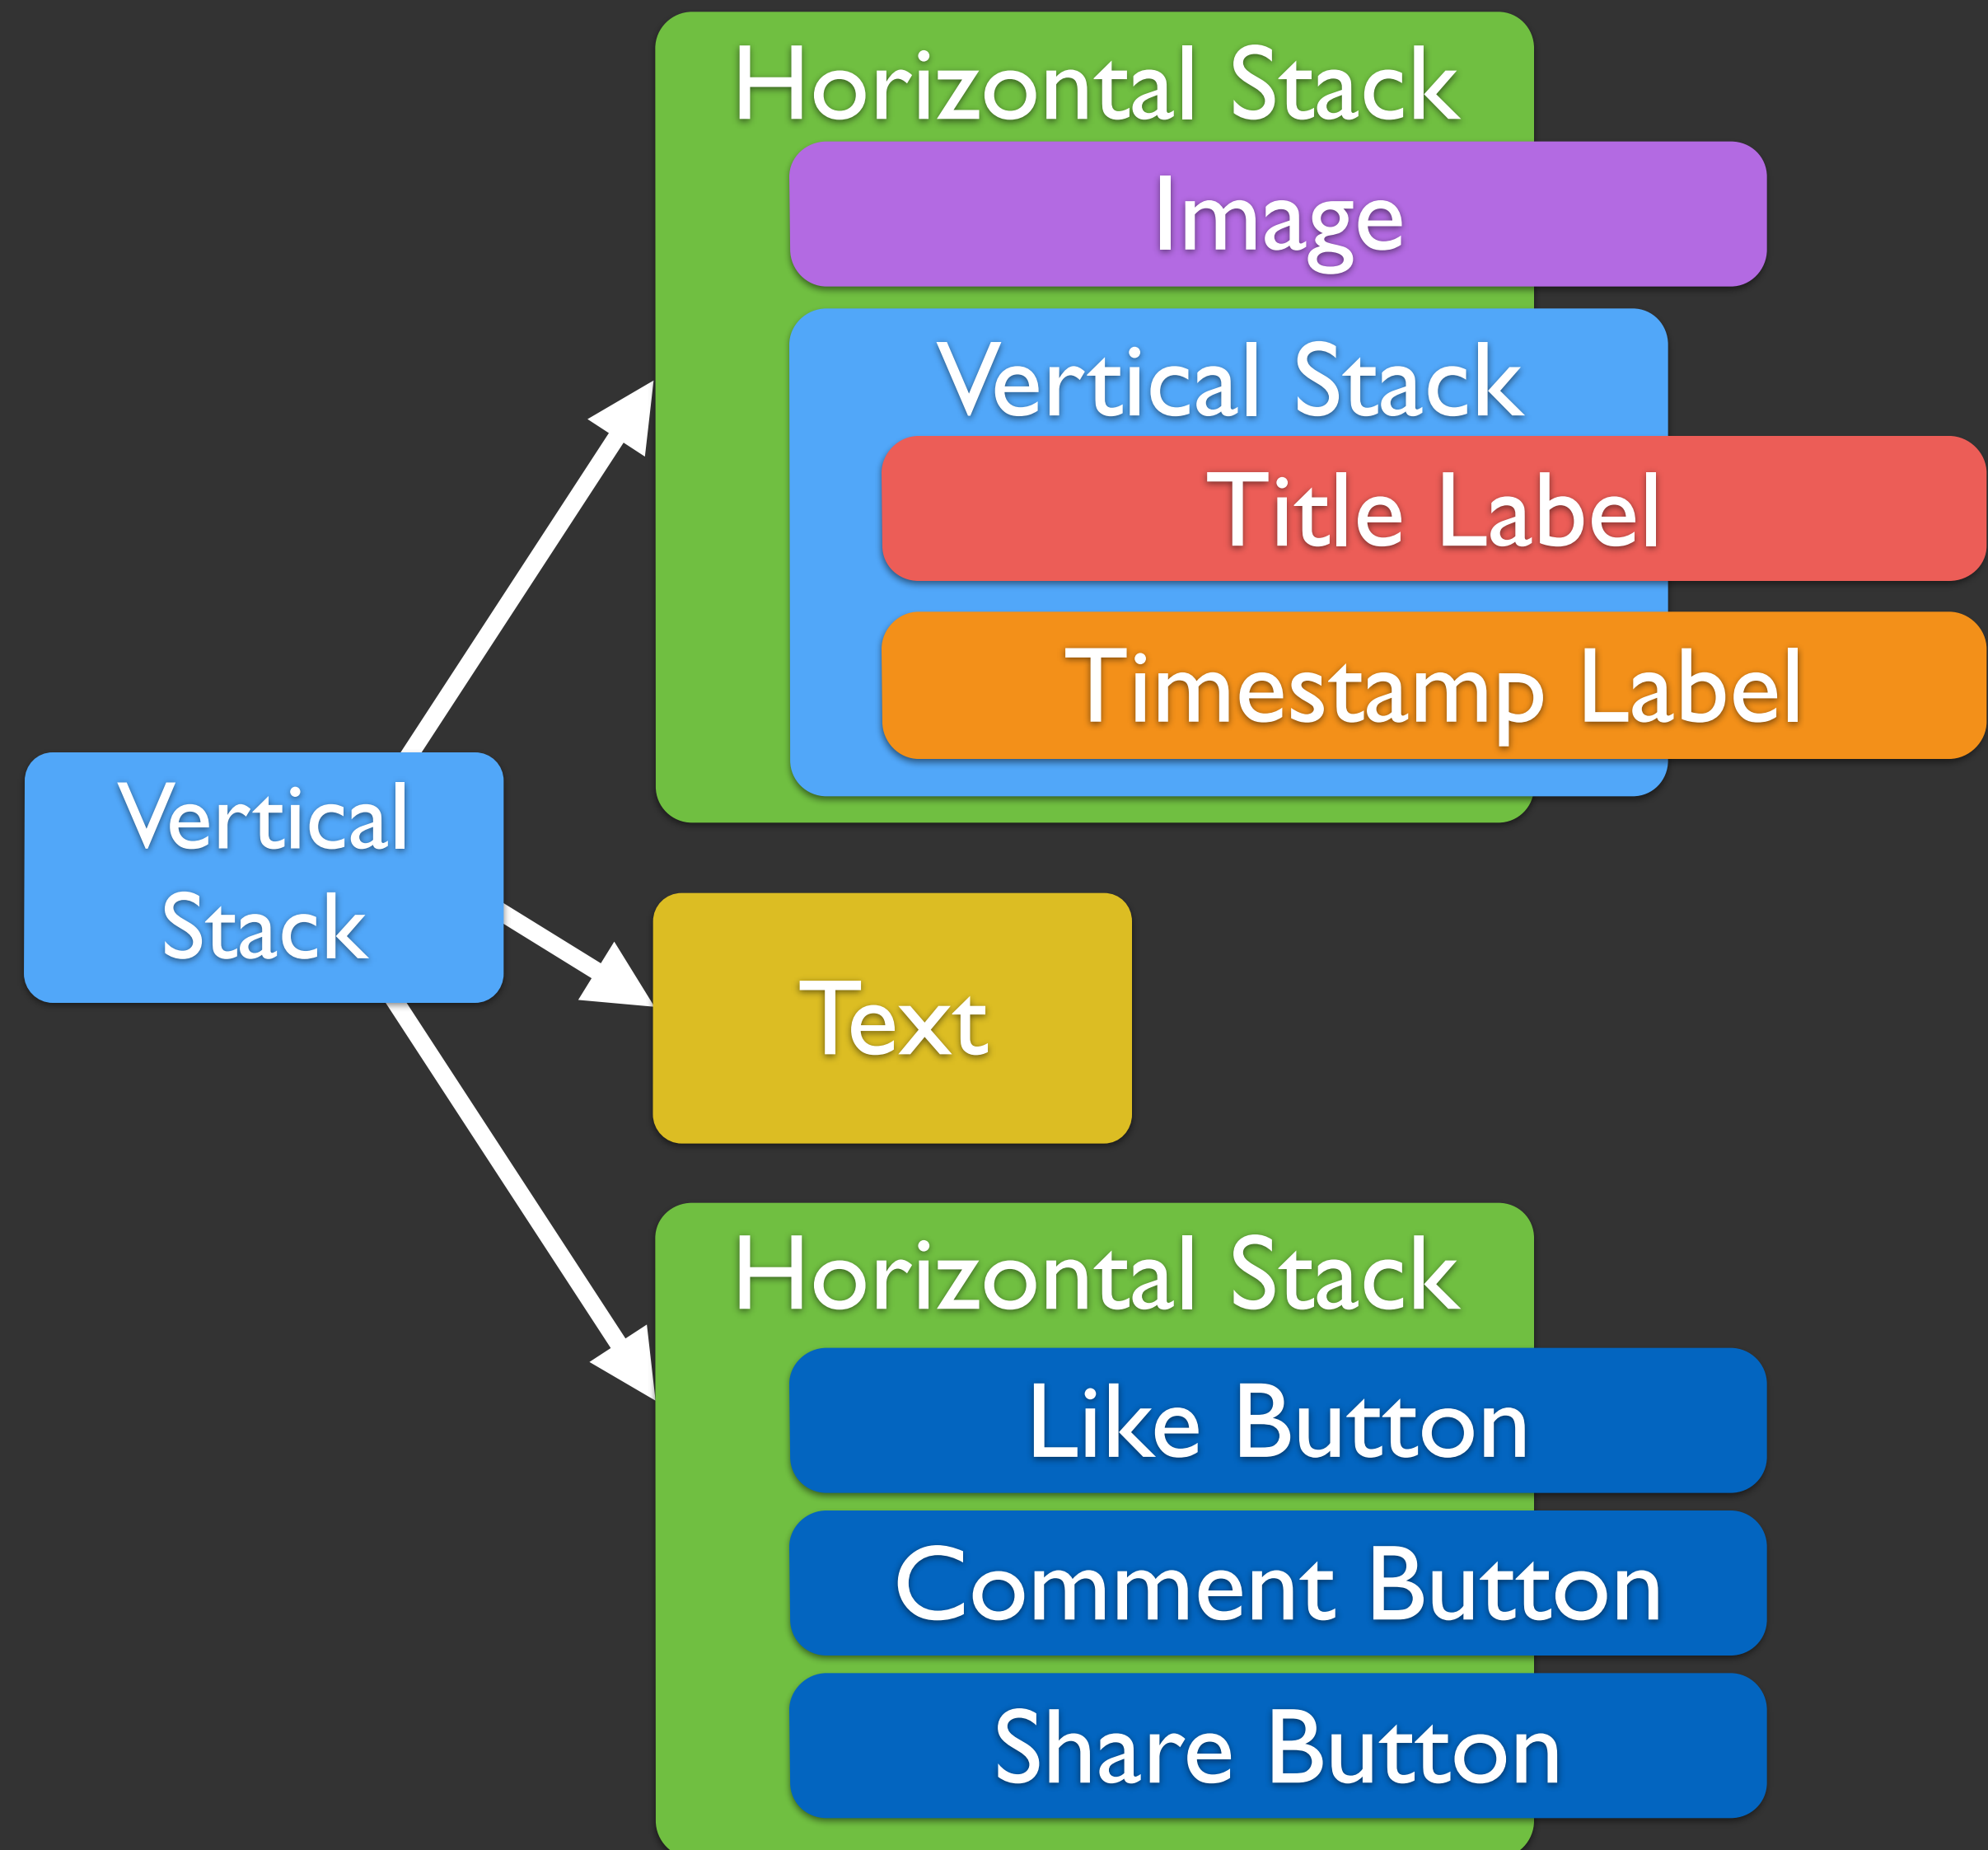 Horizontal Stack
Image
Vertical Stack
Title Label
Timestamp Label
Vertical
Stack
Text
Horizontal Stack
Like Button
Comment Button
Share Button